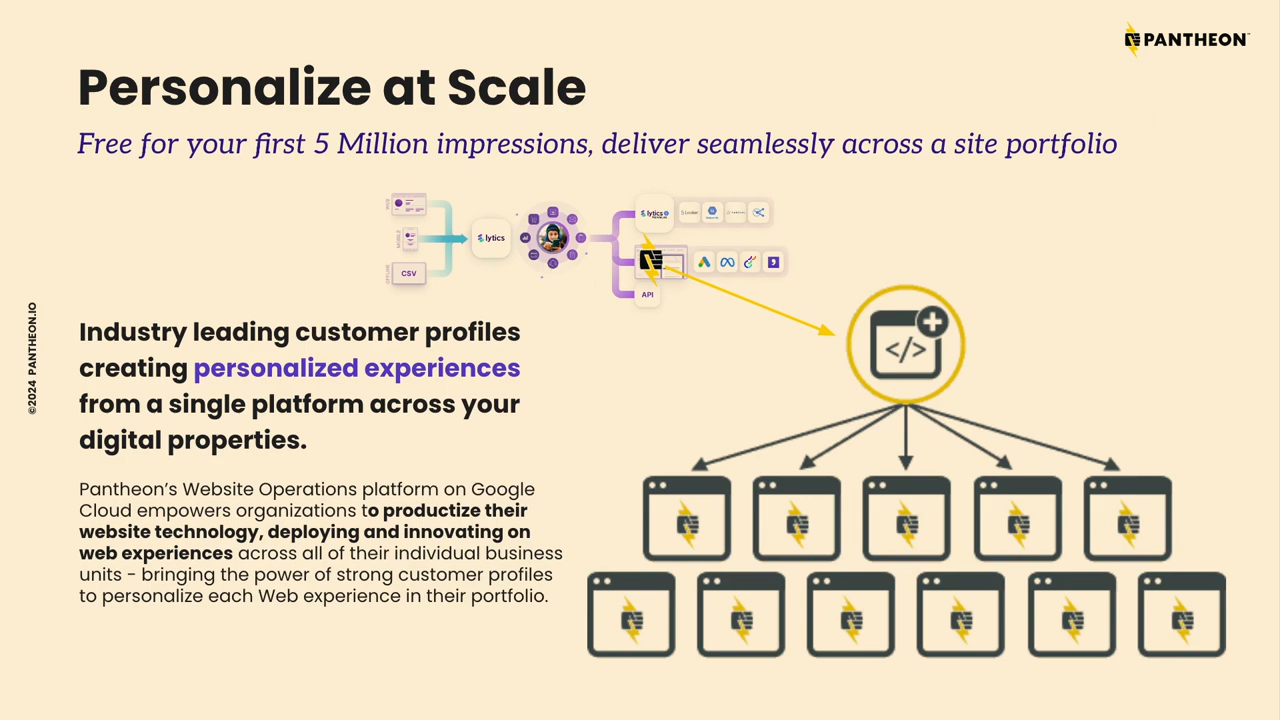 PANTHEON
Personalize at Scale
Free for your first 5 Million impressions, deliver seamlessly across a site portfolio
WEB
MOBILE
OFFLINE
CSV
lytics
lytics
API
</>
Industry leading customer profiles
creating personalized experiences
from a single platform across your
digital properties.
Pantheon’s Website Operations platform on Google
Cloud empowers organizations to productize their
website technology, deploying and innovating on
web experiences across all of their individual business
units - bringing the power of strong customer profiles
to personalize each Web experience in their portfolio.
©2024 PANTHEON.IO